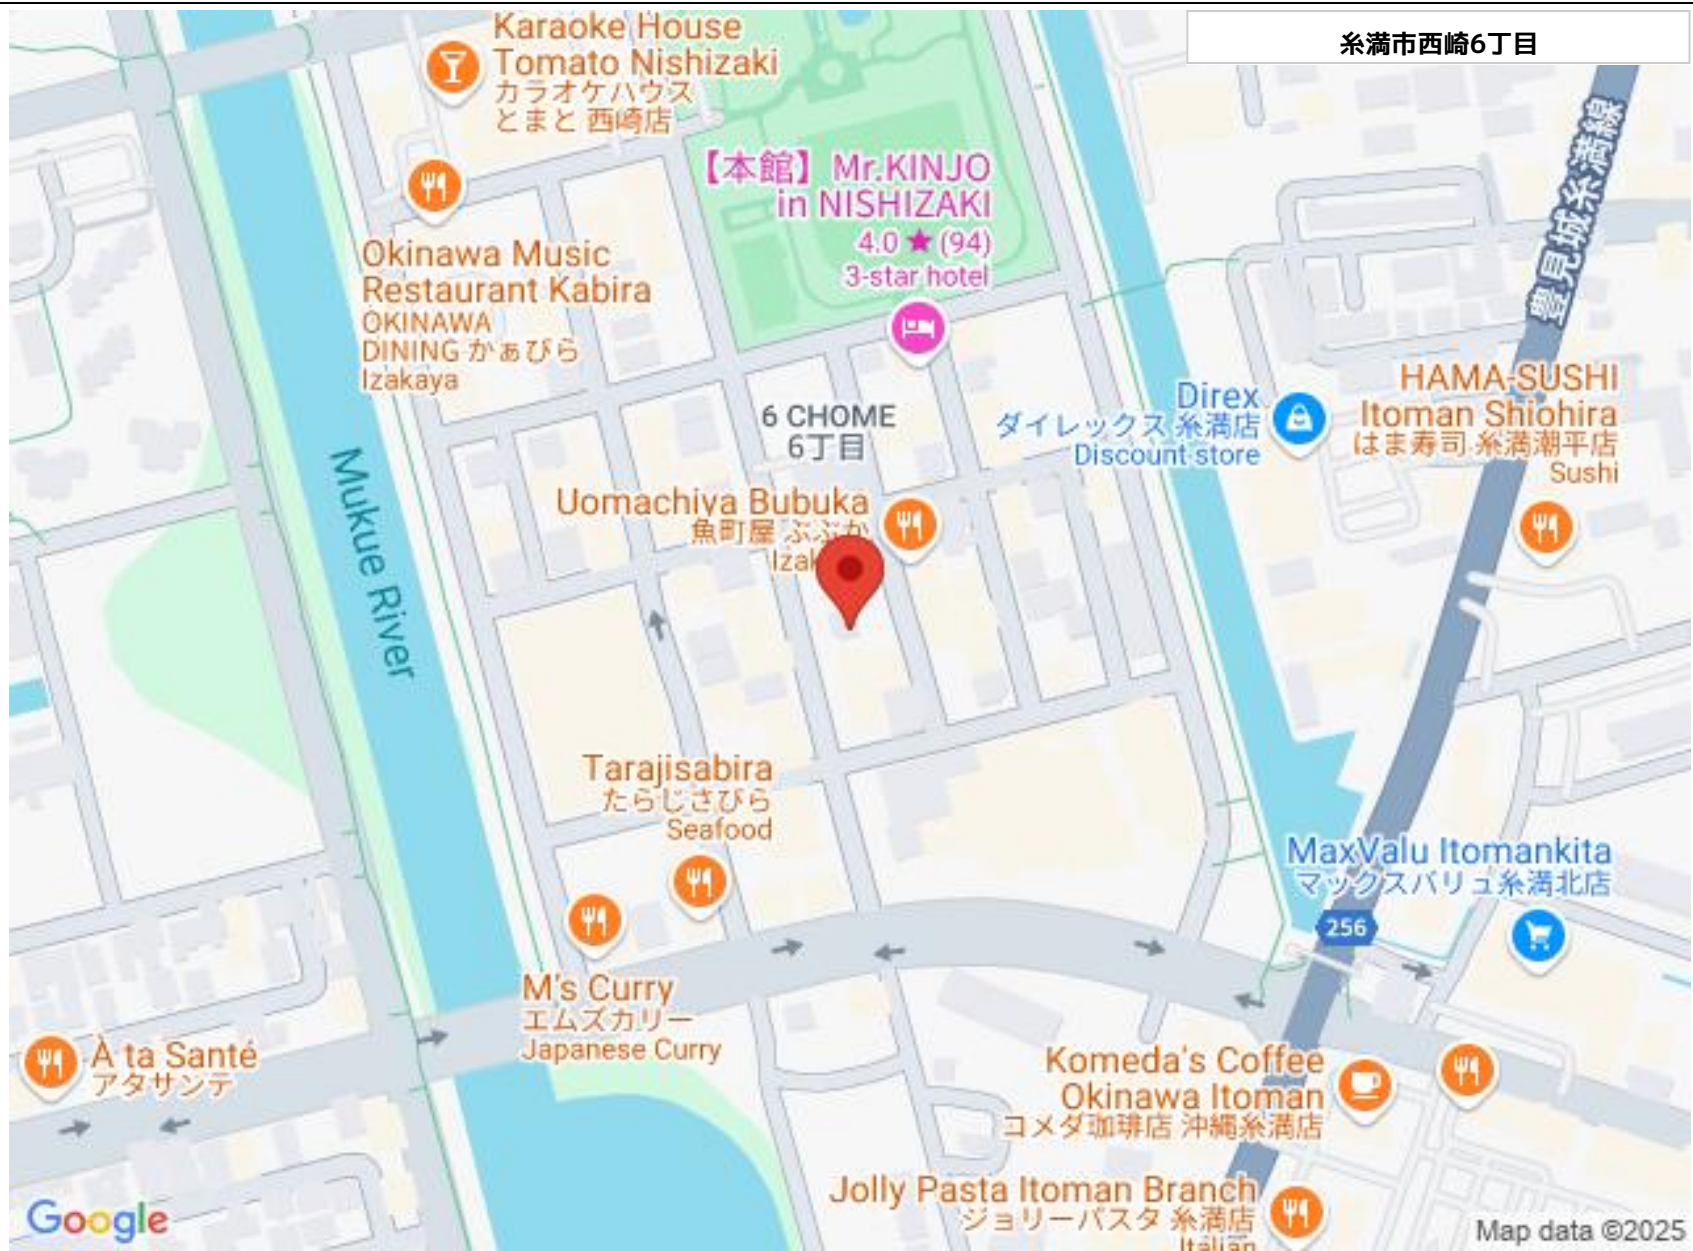 糸満市西崎6丁目
Karaoke House
Tomato Nishizaki
カラオケハウス
とまと 西崎店
豊見城糸満線
【本館】Mr.KINJO
in NISHIZAKI
4.0 ★ (94)
3-star hotel
Okinawa Music
Restaurant Kabira
OKINAWA
DINING かぁびら
Izakaya
6 CHOME
6丁目
Direx
ダイレックス 糸満店
Discount store
HAMA-SUSHI
Itoman Shiohira
はま寿司 糸満潮平店
Sushi
Mukue River
Uomachiya Bubuka
魚町屋 ぶぶか
Tarajisabira
たらじさびら
Seafood
MaxValu Itomankita
マックスバリュ糸満北店
256
M's Curry
エムズカリー
Japanese Curry
À ta Santé
アタサンテ
Komeda's Coffee
Okinawa Itoman
コメダ珈琲店 沖縄糸満店
Jolly Pasta Itoman Branch
ジョリーパスタ 糸満店
Italian
Google
Map data ©2025